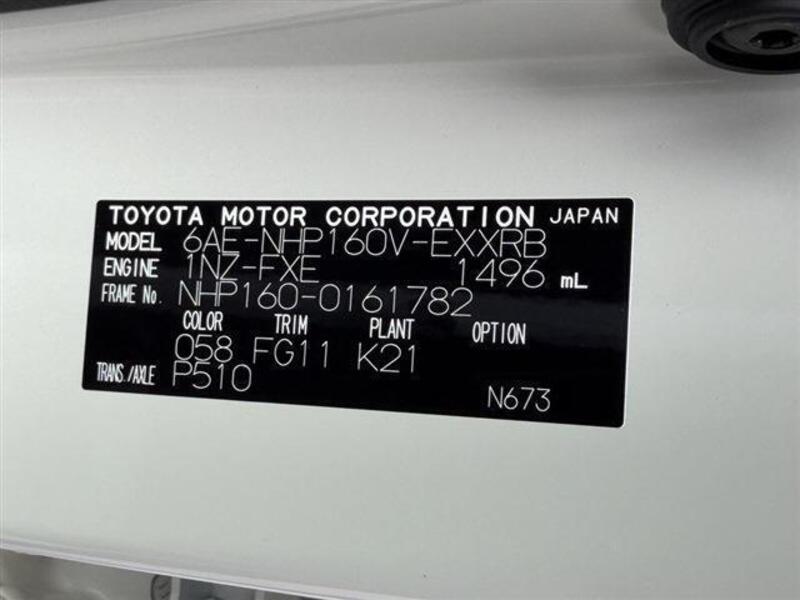 TOYOTA MOTOR CORPORATION JAPAN
MODEL 6AE-NHP160V-EXXRB
ENGINE 1NZ-FXE 1496 mL
FRAME No. NHP160-0161782
COLOR TRIM PLANT OPTION
058 FG11 K21
TRANS./AXLE P510
N673